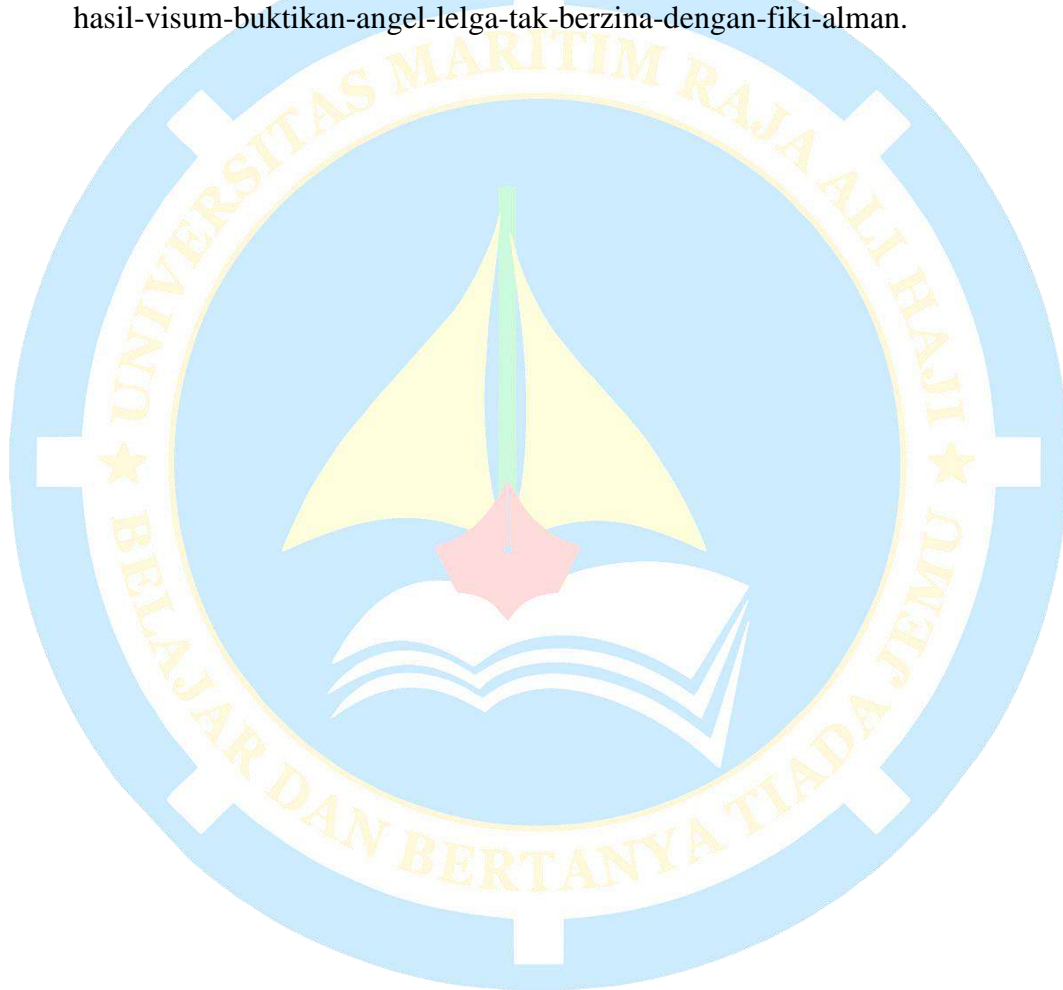 hasil-visum-buktikan-angel-lelga-tak-berzina-dengan-fiki-alman.
UNIVERSITAS MARITIM RAJA ALI HAJI
BELAJAR DAN BERTANYA TIADA JEMU